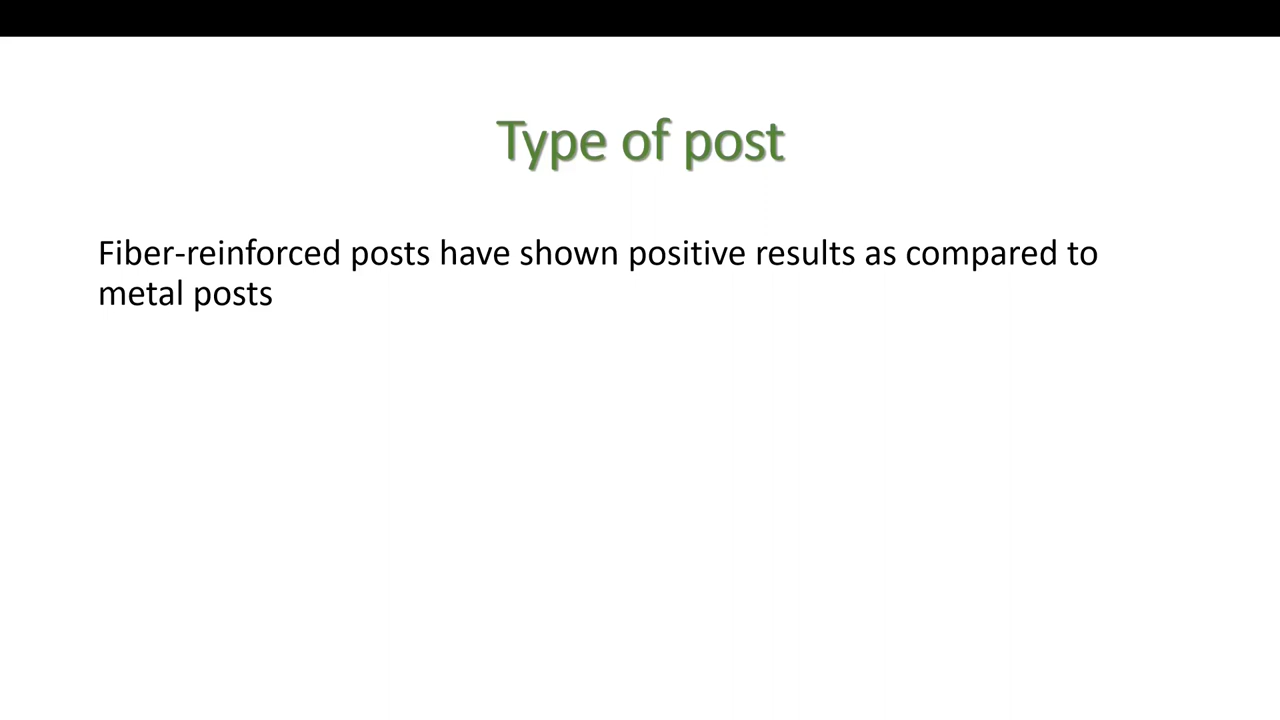 Type of post
Fiber-reinforced posts have shown positive results as compared to
metal posts